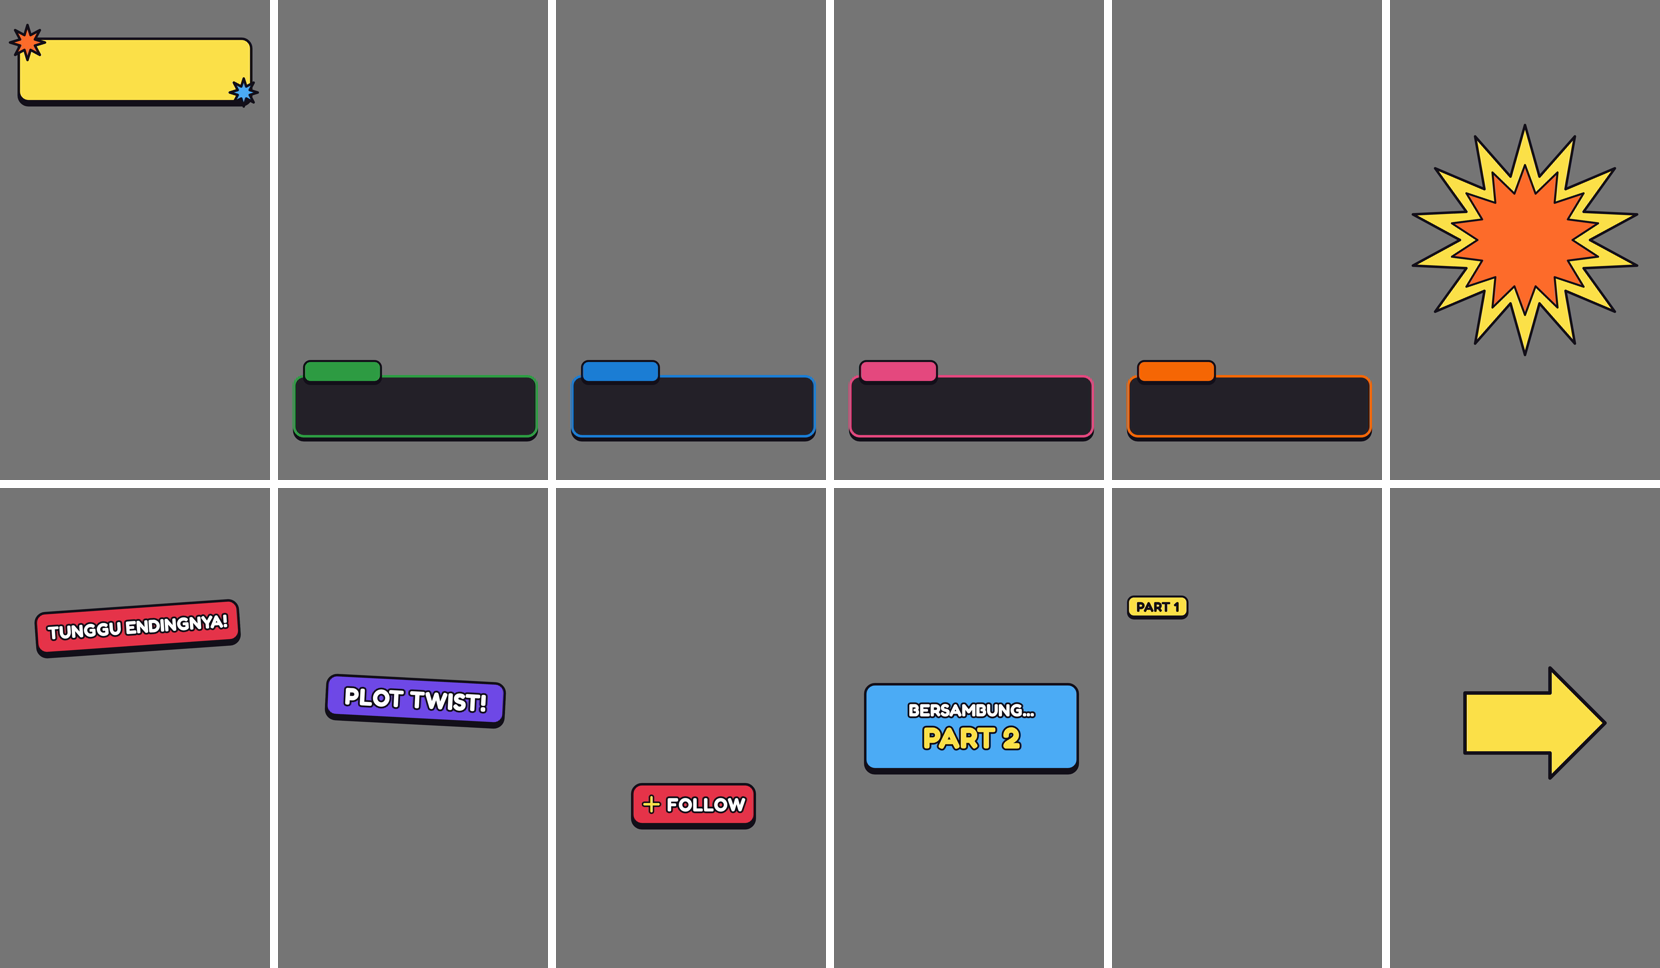 TUNGGU ENDINGNYA!
PLOT TWIST!
+ FOLLOW
BERSAMBUNG...
PART 2
PART 1